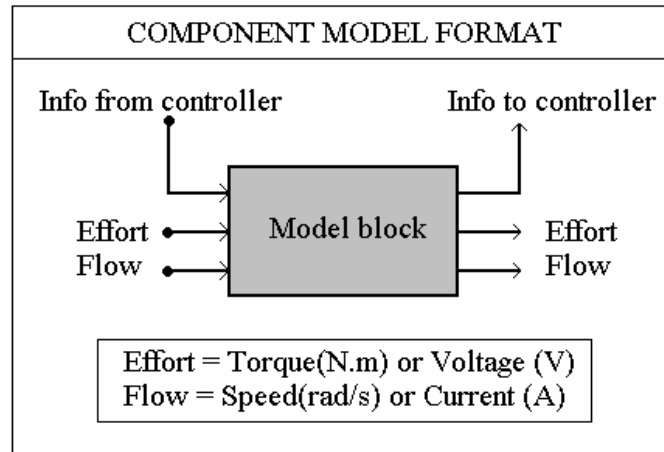 COMPONENT MODEL FORMAT
Info from controller
Info to controller
Effort
Flow
Model block
Effort
Flow
Effort = Torque(N.m) or Voltage (V)
Flow = Speed(rad/s) or Current (A)